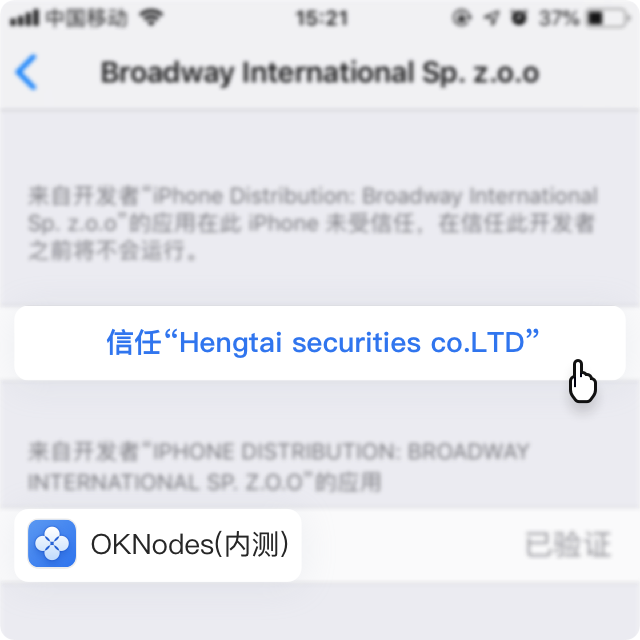 中国移动
15:21
37%
Broadway International Sp. z.o.o
来自开发者“iPhone Distribution: Broadway International
Sp. z.o.o”的应用在此 iPhone 未受信任，在信任此开发者
之前将不会运行。
信任“Hengtai securities co.LTD”
来自开发者“IPHONE DISTRIBUTION: BROADWAY
INTERNATIONAL SP. Z.O.O”的应用
OKNodes(内测)
已验证